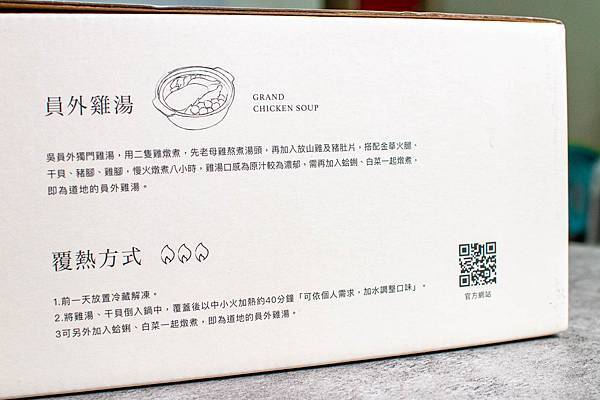 員外雞湯
GRAND
CHICKEN SOUP
吳員外獨門雞湯,用二隻雞燉煮,先老母雞熬煮湯頭,再加入放山雞及豬肚片,搭配金華火腿、
干貝、豬腳、雞腳,慢火燉煮八小時,雞湯口感為原汁較為濃郁,需再加入蛤蜊、白菜一起燉煮,
即為道地的員外雞湯。
覆熱方式
1.前一天放置冷藏解凍。
2.將雞湯、干貝倒入鍋中,覆蓋後以中小火加熱約40分鐘「可依個人需求,加水調整口味」。
3可另外加入蛤蜊、白菜一起燉煮,即為道地的員外雞湯。
官方網站